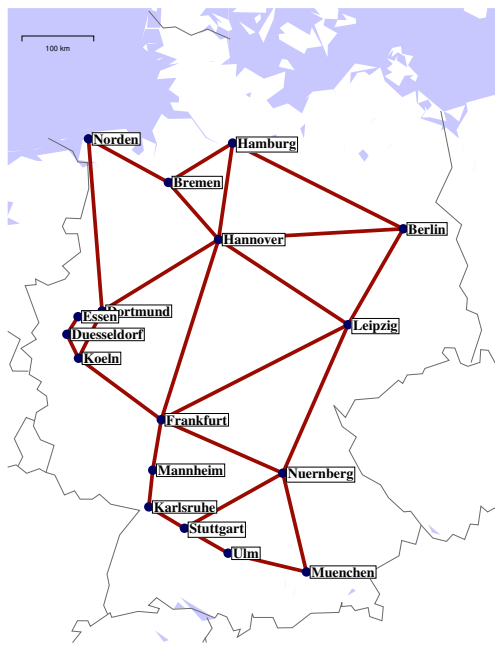 100 km
Norden
Hamburg
Bremen
Berlin
Hannover
Dortmund
Essen
Leipzig
Duesseldorf
Koeln
Frankfurt
Mannheim
Nuernberg
Karlsruhe
Stuttgart
Ulm
Muenchen